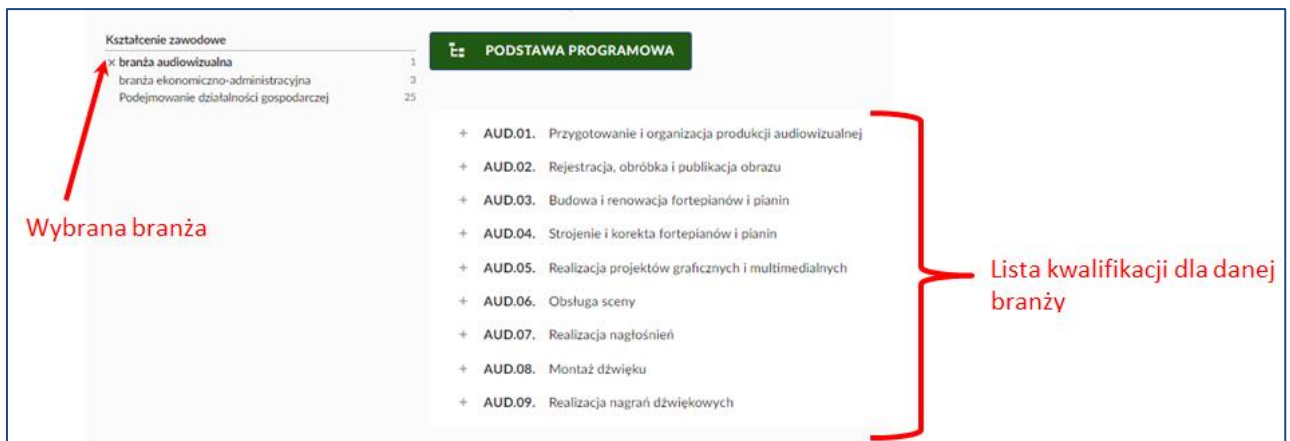 Kształcenie zawodowe
× branża audiowizualna 1
branża ekonomiczno-administracyjna 3
Podejmowanie działalności gospodarczej 25
Wybrana branża
PODSTAWA PROGRAMOWA
+ AUD.01. Przygotowanie i organizacja produkcji audiowizualnej
+ AUD.02. Rejestracja, obróbka i publikacja obrazu
+ AUD.03. Budowa i renowacja fortepianów i pianin
+ AUD.04. Strojenie i korekta fortepianów i pianin
+ AUD.05. Realizacja projektów graficznych i multimedialnych
+ AUD.06. Obsługa sceny
+ AUD.07. Realizacja nagłośnień
+ AUD.08. Montaż dźwięku
+ AUD.09. Realizacja nagrań dźwiękowych
Lista kwalifikacji dla danej
branży